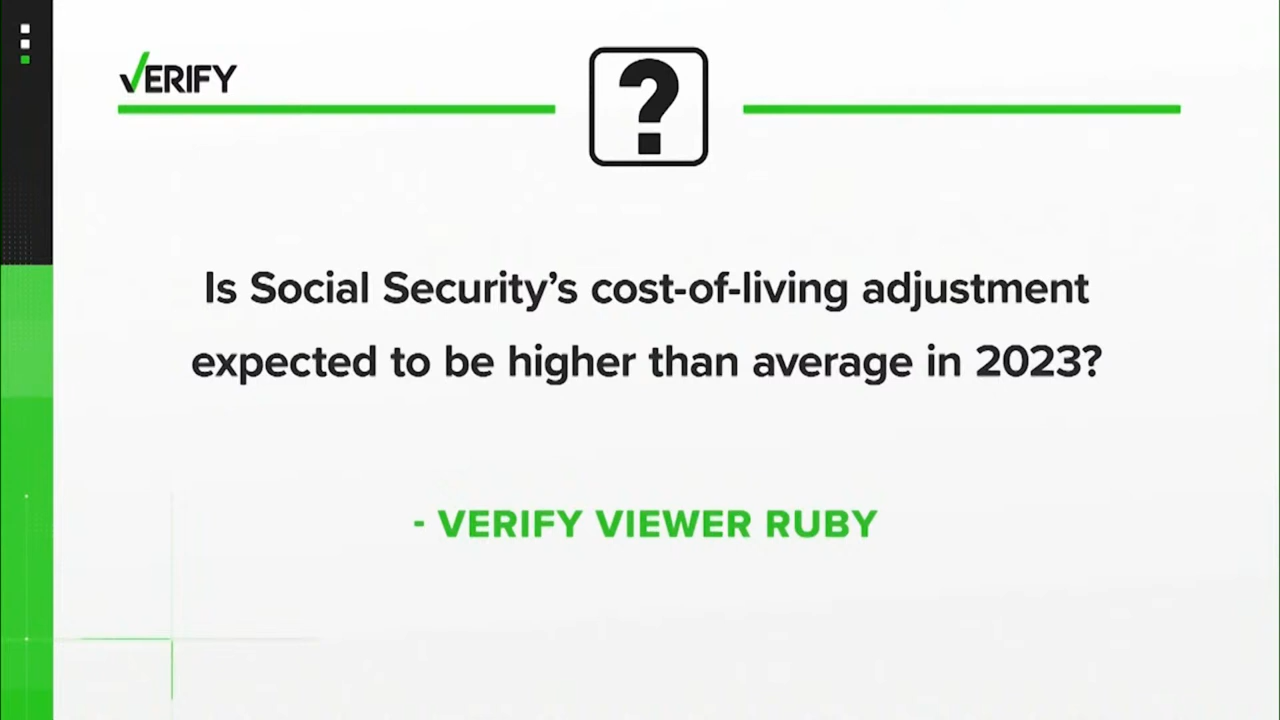 VERIFY
?
Is Social Security’s cost-of-living adjustment
expected to be higher than average in 2023?
- VERIFY VIEWER RUBY